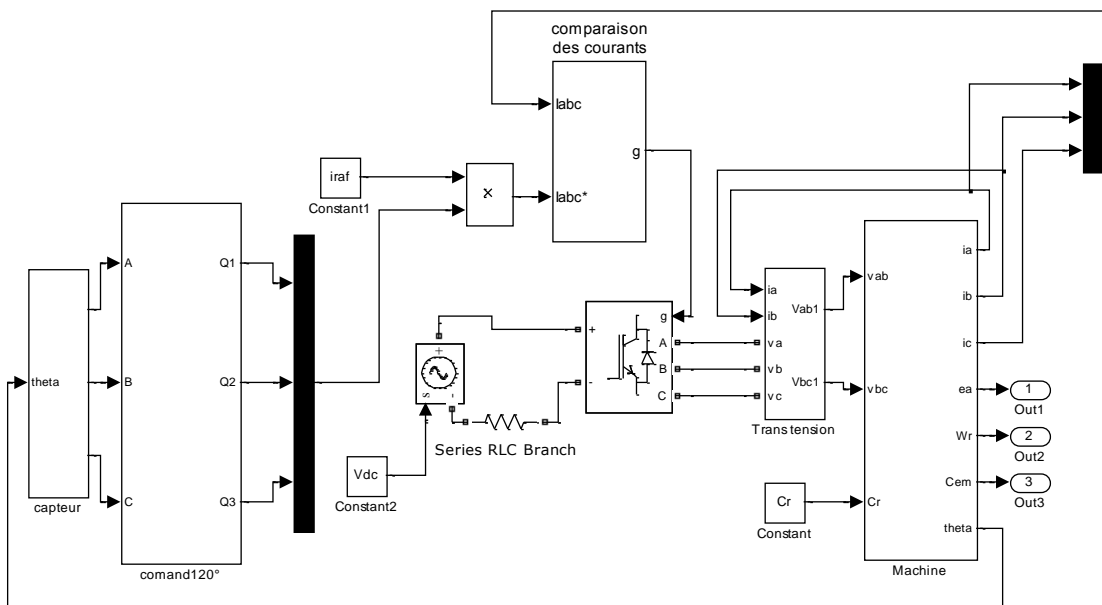 comparaison
des courants
Iabc
g
Iabc*
iraf
Constant1
x
theta
capteur
A
B
C
Q1
Q2
Q3
comand120°
+
s
-
Series RLC Branch
Vdc
Constant2
+
-
g
A
B
C
ia
ib
va
vb
vc
Vab1
Vbc1
Trans tension
Cr
Constant
vab
vbc
Cr
ia
ib
ic
ea
Wr
Cem
theta
Machine
1
Out1
2
Out2
3
Out3